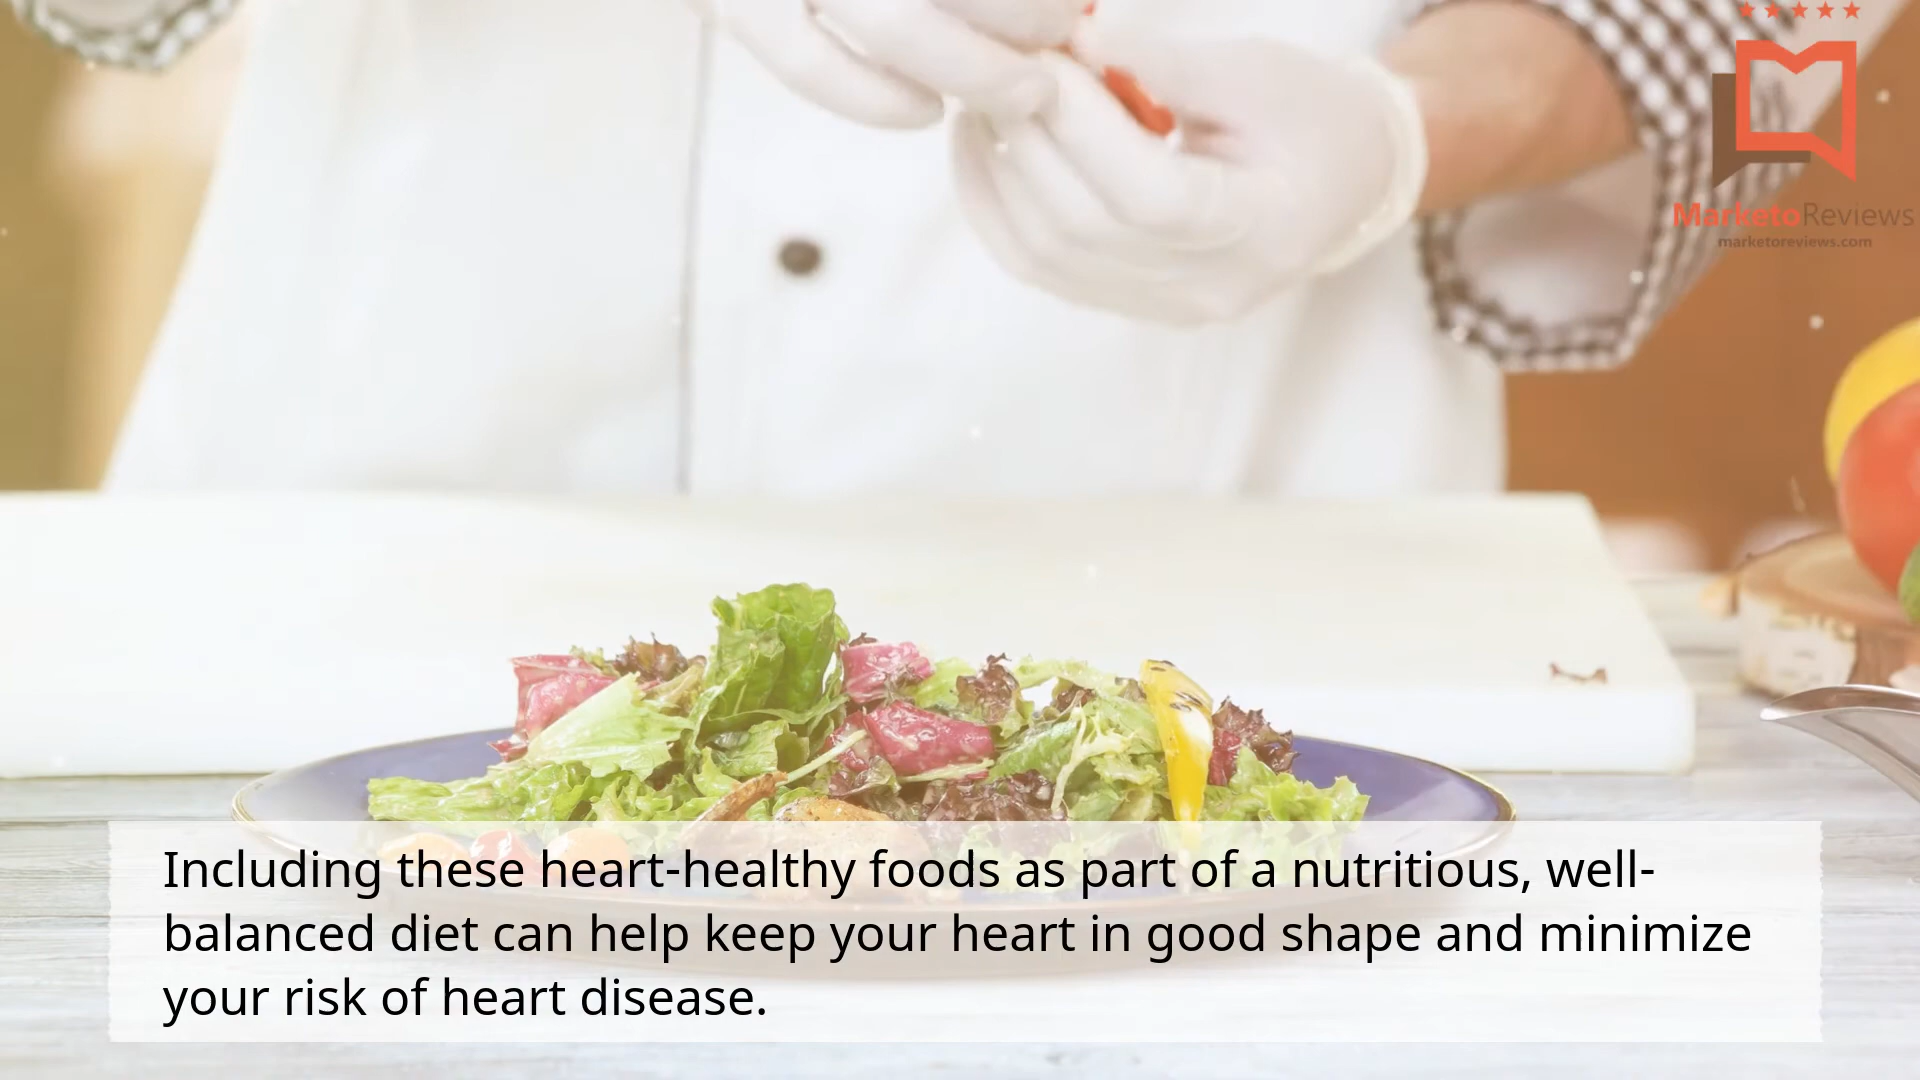 MarketoReviews
marketoreviews.com
Including these heart-healthy foods as part of a nutritious, well-
balanced diet can help keep your heart in good shape and minimize
your risk of heart disease.